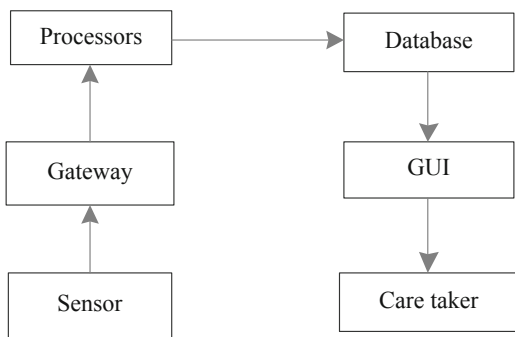 Processors
Database
Gateway
GUI
Sensor
Care taker